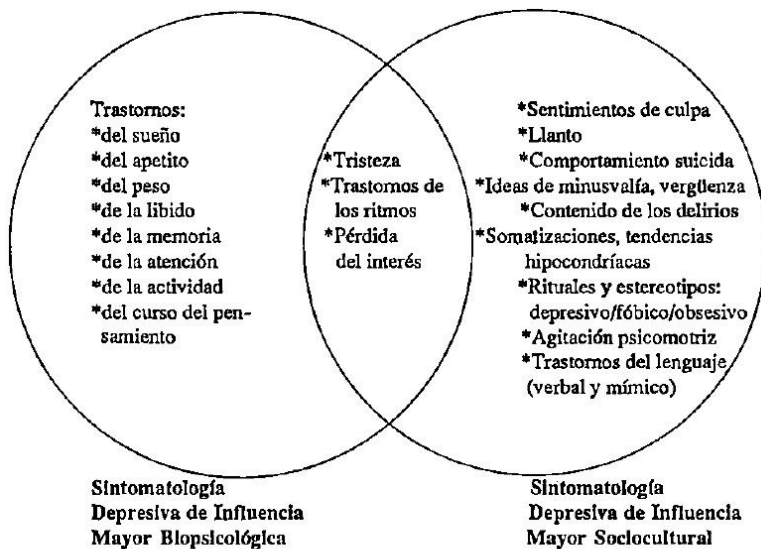 Trastornos:
*del sueño
*del apetito
*del peso
*de la libido
*de la memoria
*de la atención
*de la actividad
*del curso del pen-
samiento
*Tristeza
*Trastornos de
los ritmos
*Pérdida
del interés
*Sentimientos de culpa
*Llanto
*Comportamiento suicida
*Ideas de minusvalía, vergüenza
*Contenido de los delirios
*Somatizaciones, tendencias
hipocondríacas
*Rituales y estereotipos:
depresivo/fóbico/obsesivo
*Agitación psicomotriz
*Trastornos del lenguaje
(verbal y mímico)
Sintomatología
Depresiva de Influencia
Mayor Biopsicológica
Sintomatología
Depresiva de Influencia
Mayor Sociocultural